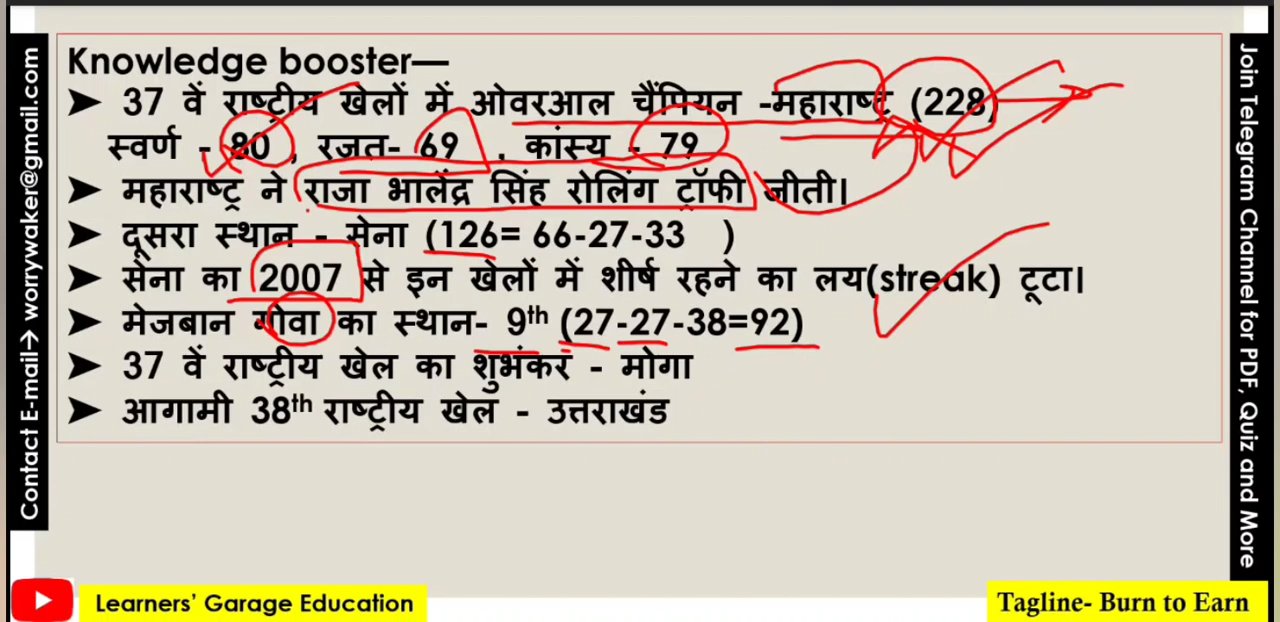 Knowledge booster—
➤ 37 वें राष्ट्रीय खेलों में ओवरआल चैंपियन -महाराष्ट्र (228)
स्वर्ण - 80 , रजत- 69 , कांस्य - 79
➤ महाराष्ट्र ने राजा भालेंद्र सिंह रोलिंग ट्रॉफी जीती।
➤ दूसरा स्थान - सेना (126= 66-27-33 )
➤ सेना का 2007 से इन खेलों में शीर्ष रहने का लय(streak) टूटा।
➤ मेजबान गोवा का स्थान- 9th (27-27-38=92)
➤ 37 वें राष्ट्रीय खेल का शुभंकर - मोगा
➤ आगामी 38th राष्ट्रीय खेल - उत्तराखंड
Contact E-mail→ worrywaker@gmail.com
Join Telegram Channel for PDF, Quiz and More
Learners’ Garage Education
Tagline- Burn to Earn